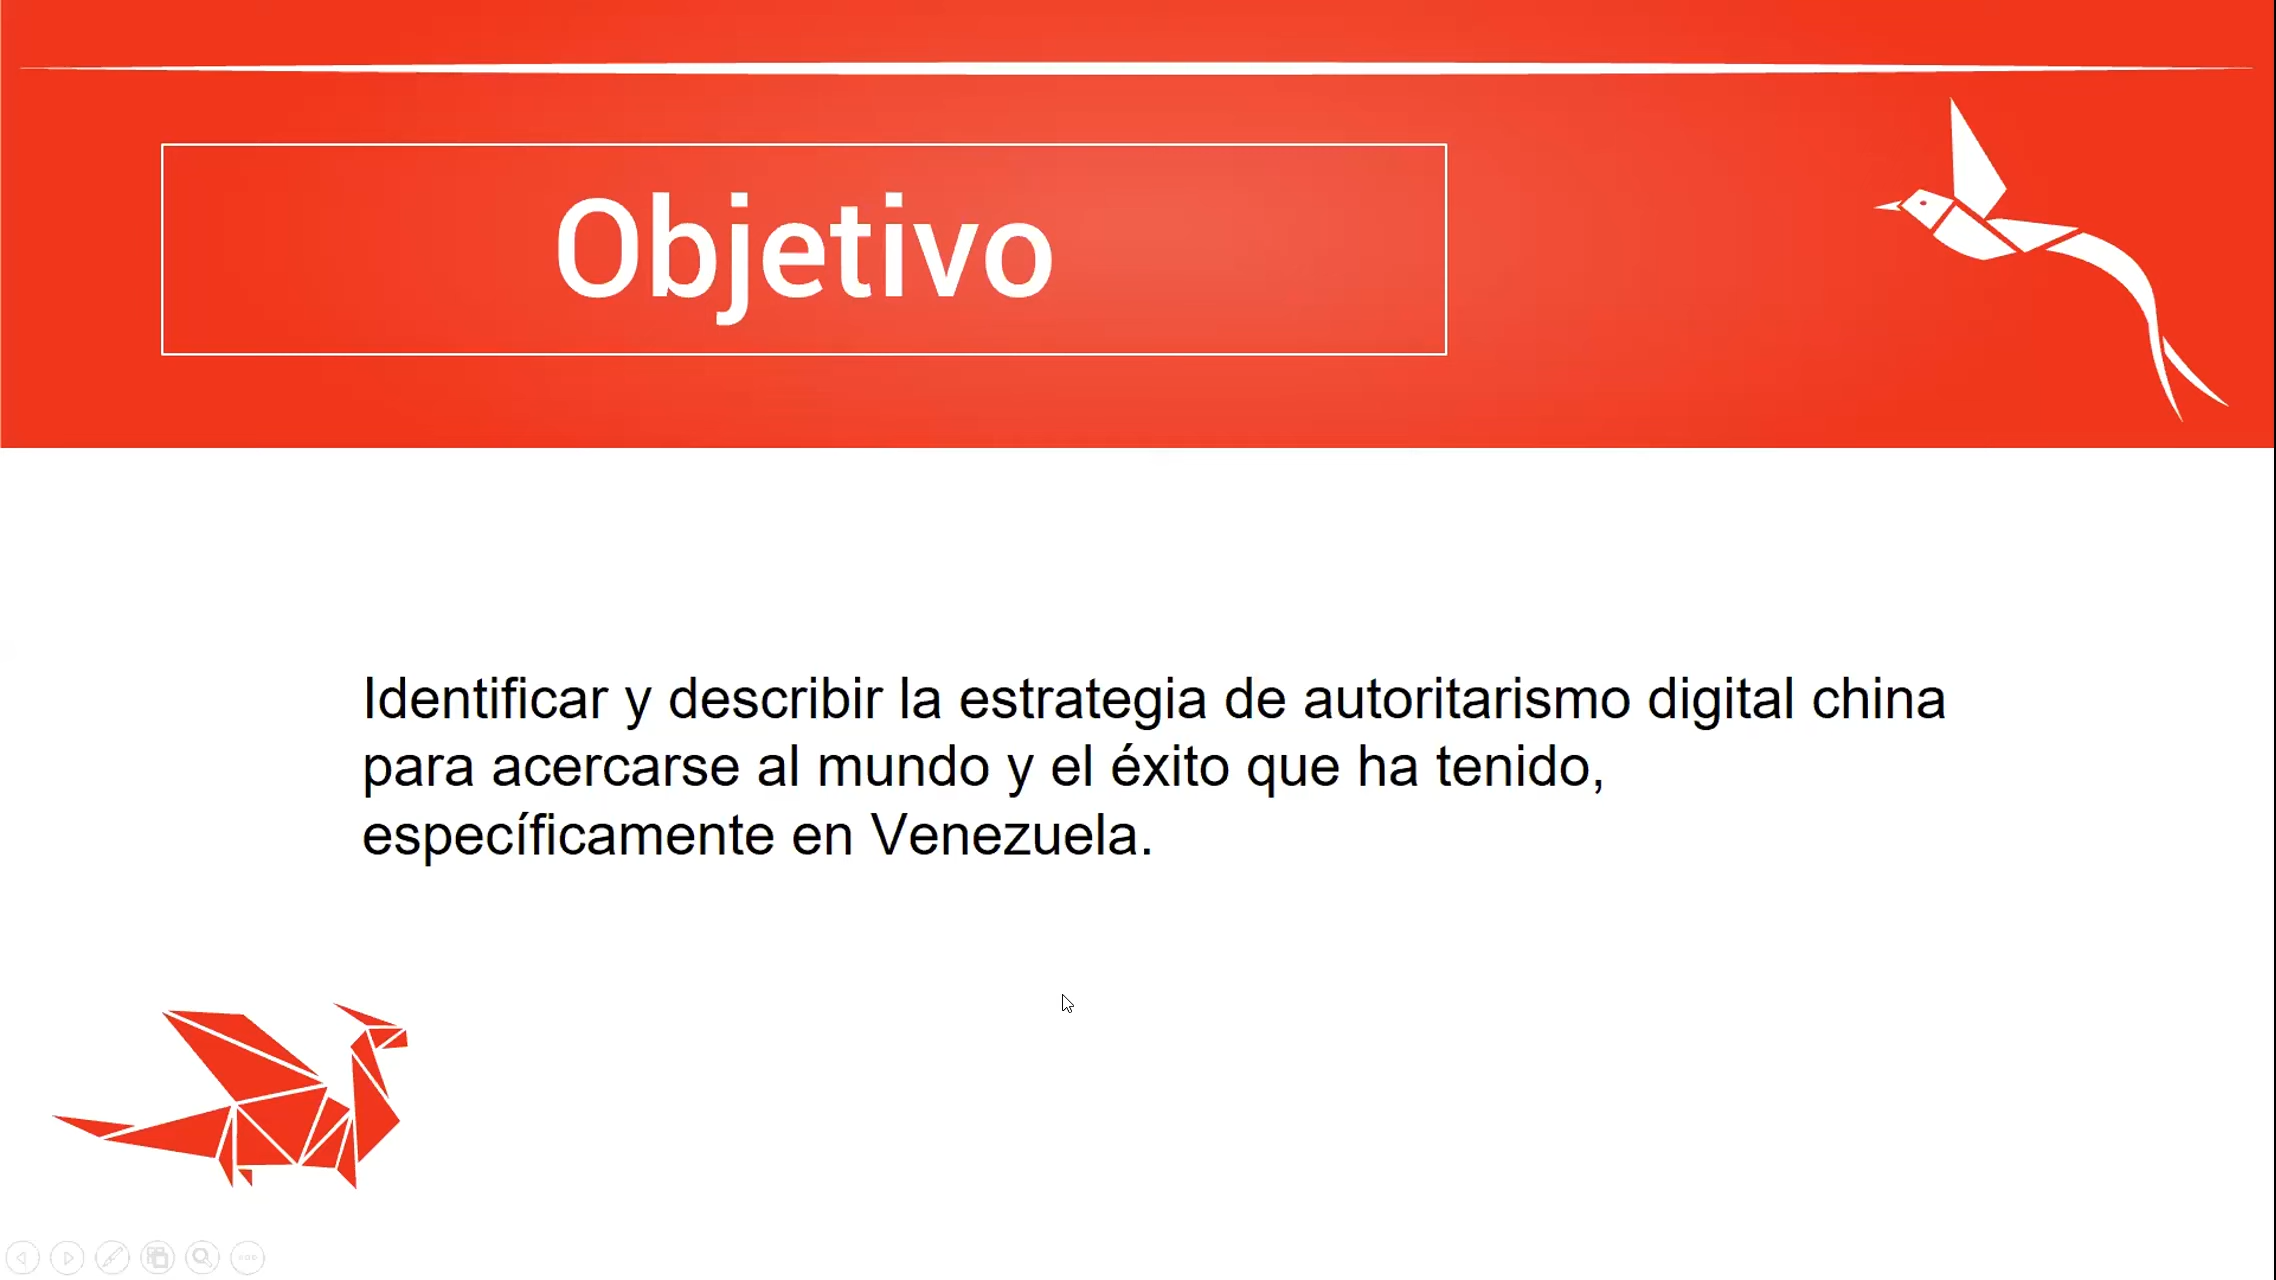 Objetivo
Identificar y describir la estrategia de autoritarismo digital china
para acercarse al mundo y el éxito que ha tenido,
específicamente en Venezuela.